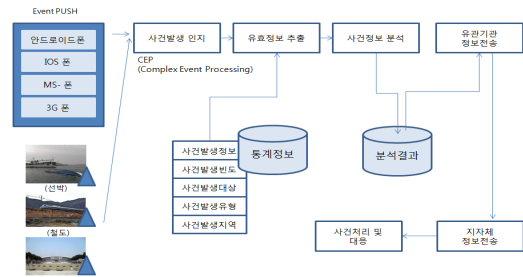 Event PUSH
안드로이드폰
IOS 폰
MS- 폰
3G 폰
(선박)
(철도)
사건발생 인지
CEP
(Complex Event Processing)
유효정보 추출
사건정보 분석
유관기관
정보전송
사건발생정보
사건발생빈도
사건발생대상
사건발생유형
사건발생지역
통계정보
분석결과
사건처리 및
대응
지자체
정보전송